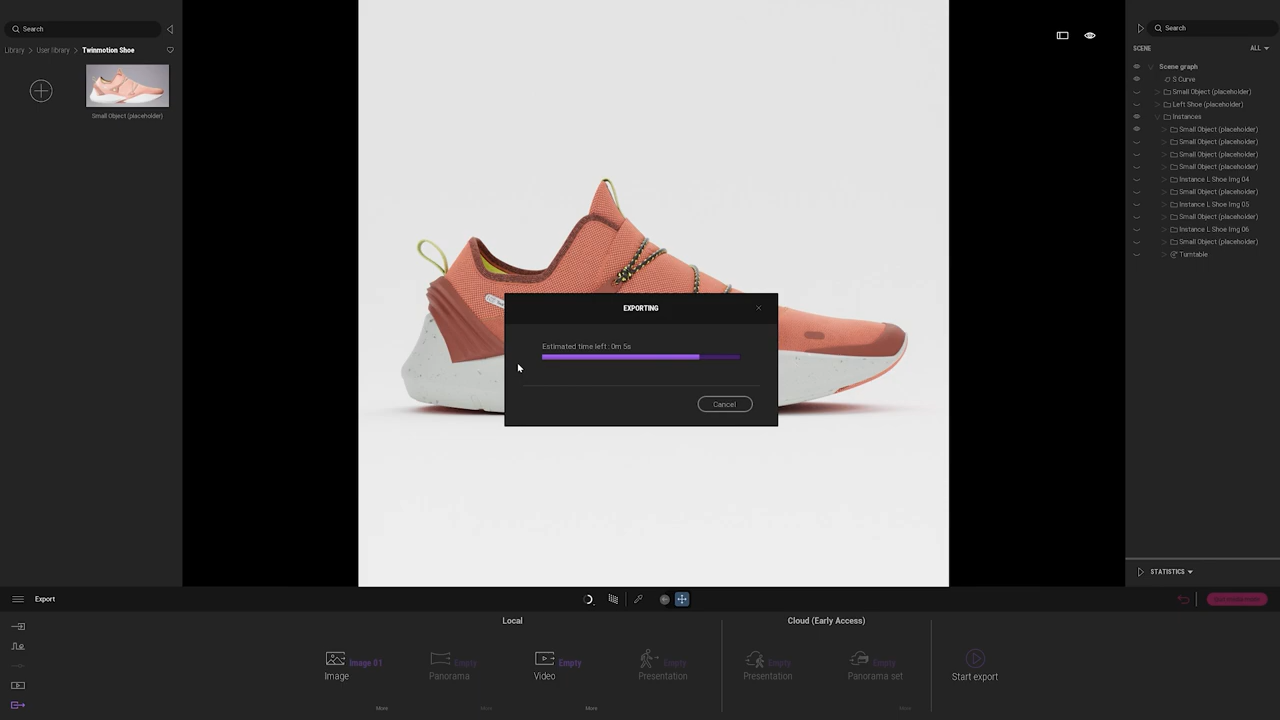 Search
Library
User library
Twinmotion Shoe
Small Object (placeholder)
Search
SCENE
ALL
Scene graph
S Curve
Small Object (placeholder)
Left Shoe (placeholder)
Instances
Small Object (placeholder)
Small Object (placeholder)
Small Object (placeholder)
Small Object (placeholder)
Instance L Shoe Img 04
Small Object (placeholder)
Instance L Shoe Img 05
Small Object (placeholder)
Instance L Shoe Img 06
Small Object (placeholder)
Turntable
EXPORTING
Estimated time left : 0m 5s
Cancel
STATISTICS
Export
Local
Cloud (Early Access)
Image 01
Image
Empty
Panorama
Empty
Video
Empty
Presentation
Empty
Presentation
Empty
Panorama set
Start export
More
More
More
More